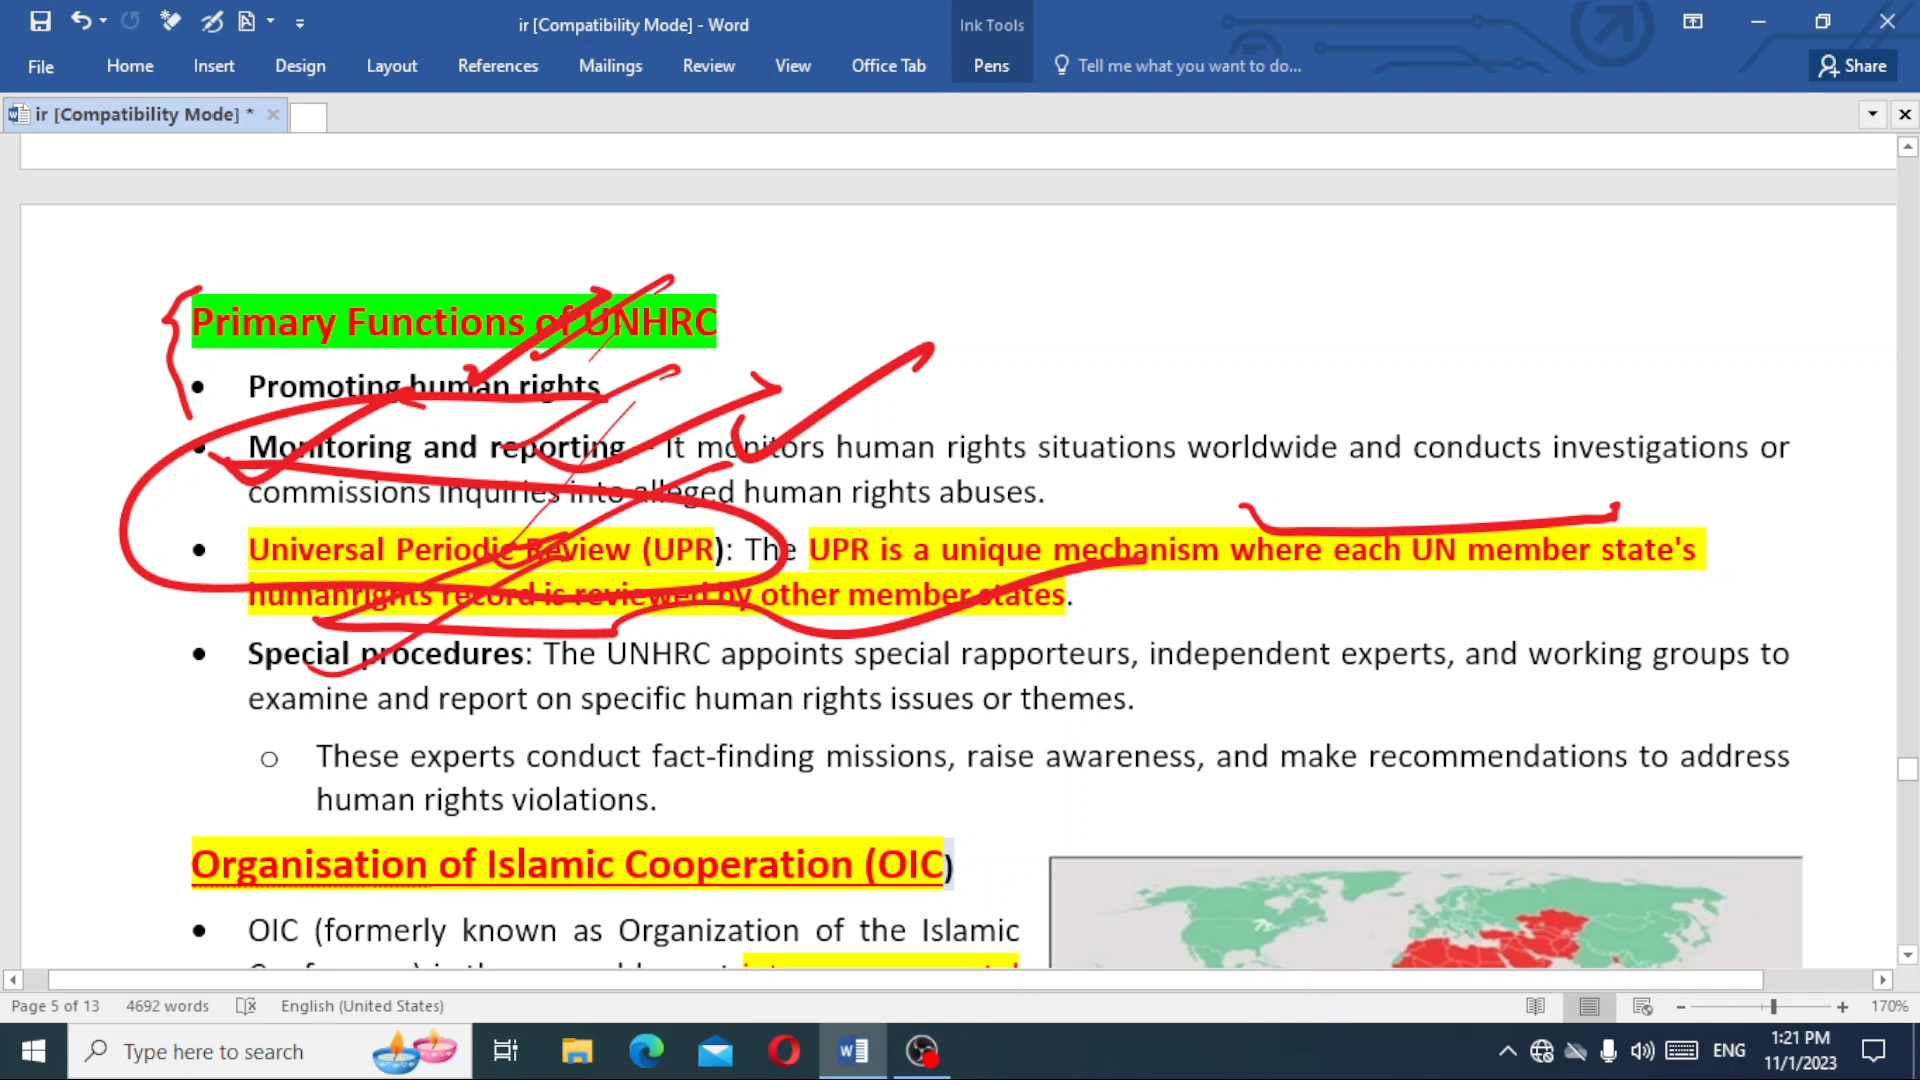 ir [Compatibility Mode] - Word
Ink Tools
File
Home
Insert
Design
Layout
References
Mailings
Review
View
Office Tab
Pens
Tell me what you want to do...
Share
ir [Compatibility Mode] *
Primary Functions of UNHRC
• Promoting human rights
• Monitoring and reporting - It monitors human rights situations worldwide and conducts investigations or
commissions inquiries into alleged human rights abuses.
• Universal Periodic Review (UPR): The UPR is a unique mechanism where each UN member state's
humanrights record is reviewed by other member states.
• Special procedures: The UNHRC appoints special rapporteurs, independent experts, and working groups to
examine and report on specific human rights issues or themes.
o These experts conduct fact-finding missions, raise awareness, and make recommendations to address
human rights violations.
Organisation of Islamic Cooperation (OIC)
• OIC (formerly known as Organization of the Islamic
Page 5 of 13
4692 words
English (United States)
170%
Type here to search
ENG
1:21 PM
11/1/2023